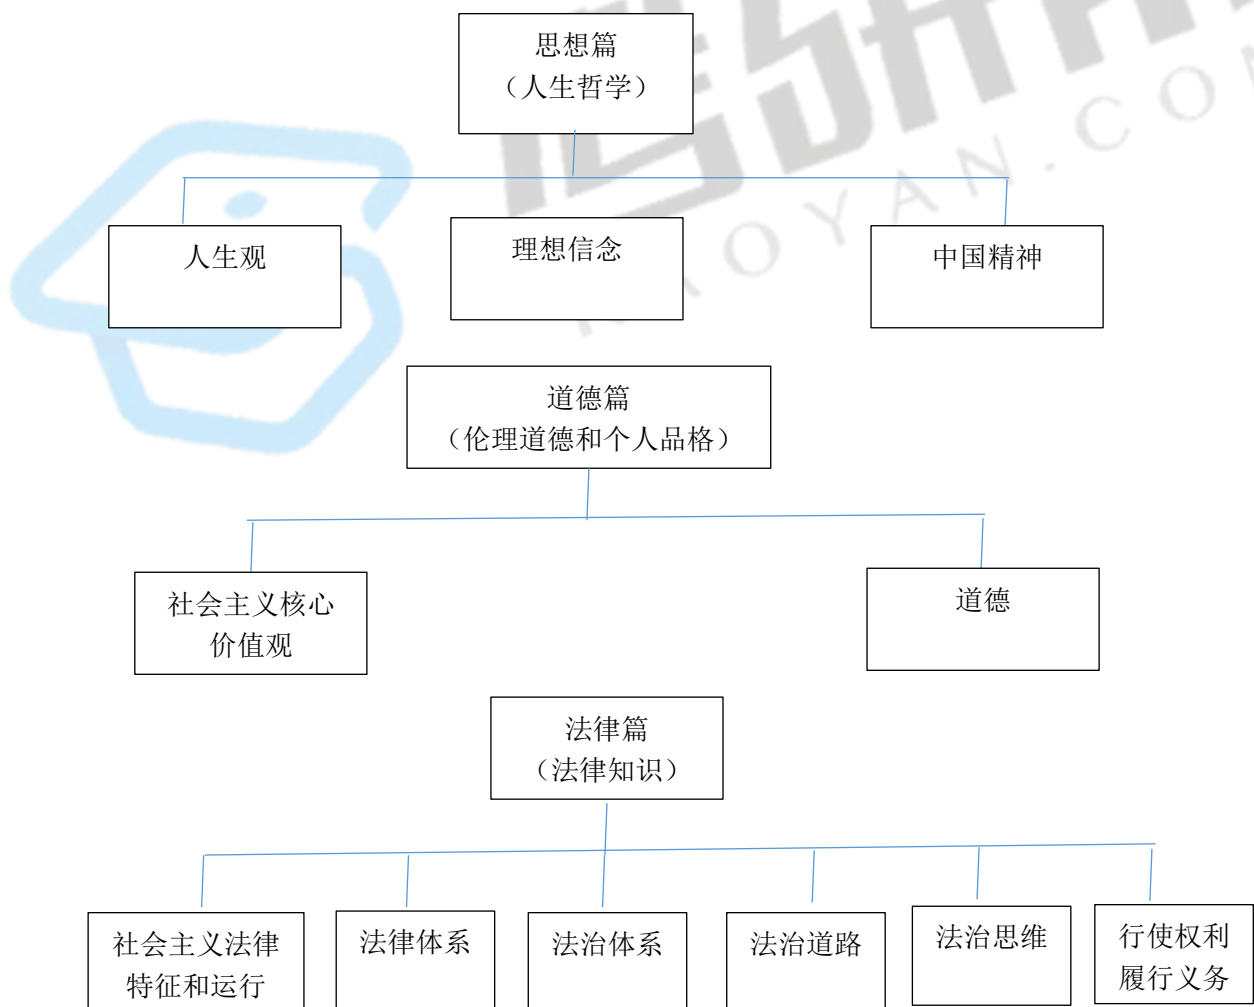 思想篇
（人生哲学）
人生观
理想信念
中国精神
道德篇
（伦理道德和个人品格）
社会主义核心
价值观
道德
法律篇
（法律知识）
社会主义法律
特征和运行
法律体系
法治体系
法治道路
法治思维
行使权利
履行义务